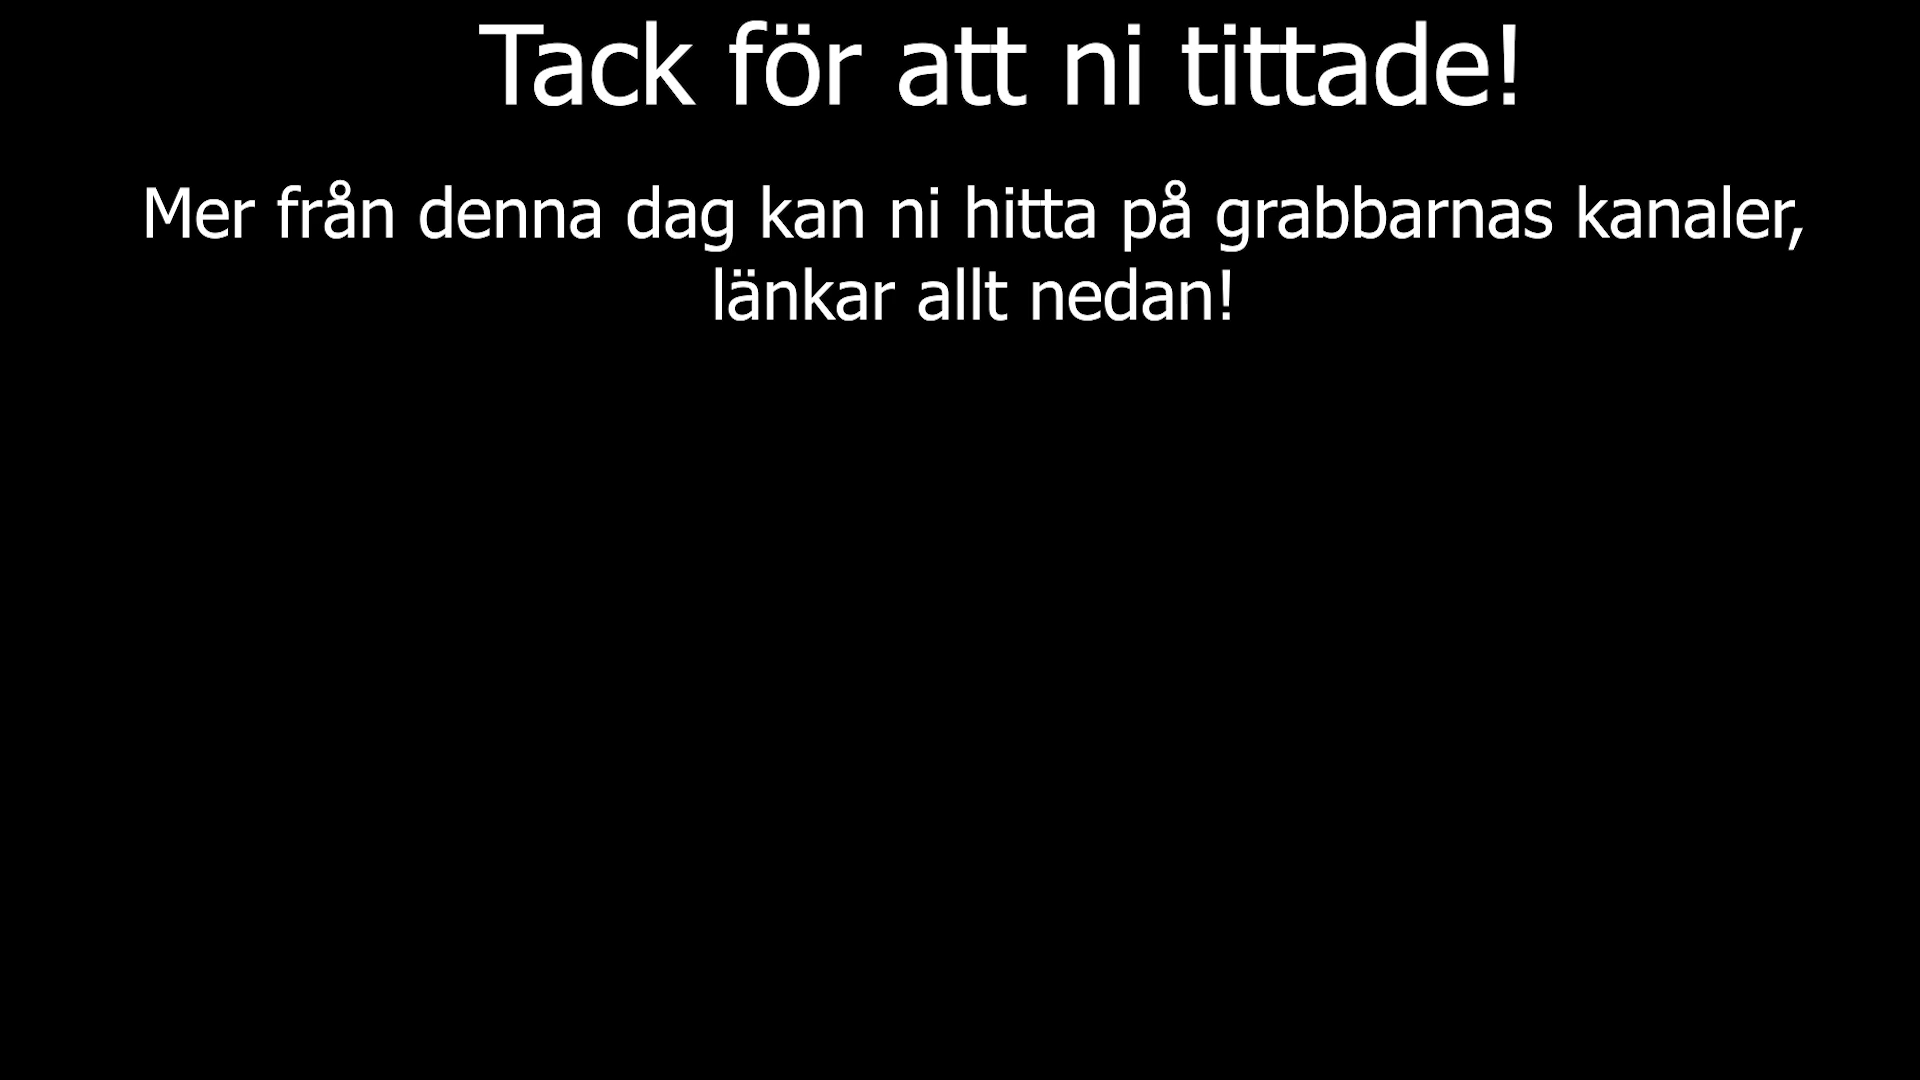 Tack för att ni tittade!
Mer från denna dag kan ni hitta på grabbarnas kanaler,
länkar allt nedan!